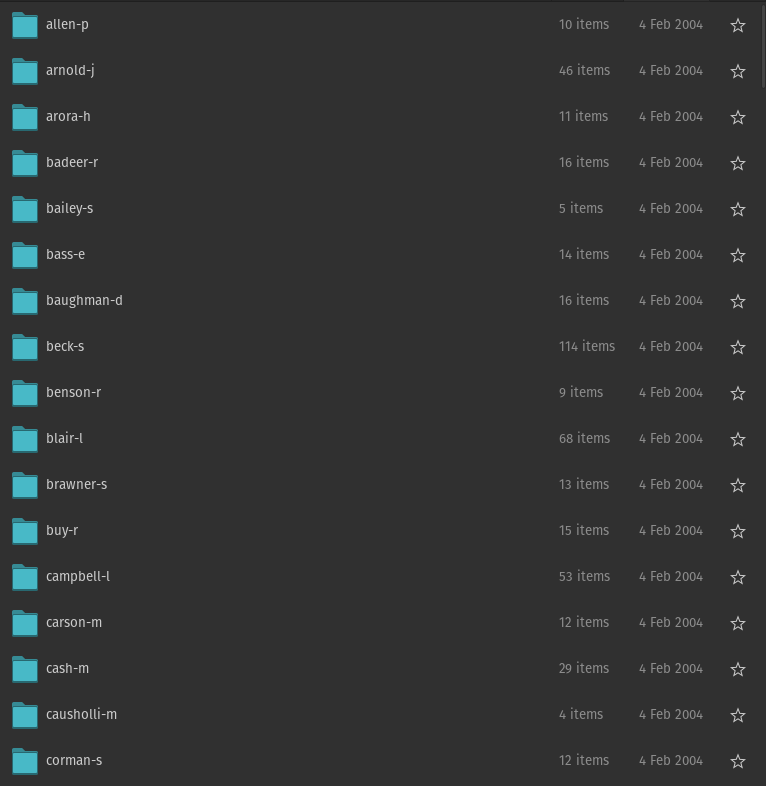 allen-p 10 items 4 Feb 2004
arnold-j 46 items 4 Feb 2004
arora-h 11 items 4 Feb 2004
badeer-r 16 items 4 Feb 2004
bailey-s 5 items 4 Feb 2004
bass-e 14 items 4 Feb 2004
baughman-d 16 items 4 Feb 2004
beck-s 114 items 4 Feb 2004
benson-r 9 items 4 Feb 2004
blair-l 68 items 4 Feb 2004
brawner-s 13 items 4 Feb 2004
buy-r 15 items 4 Feb 2004
campbell-l 53 items 4 Feb 2004
carson-m 12 items 4 Feb 2004
cash-m 29 items 4 Feb 2004
causholli-m 4 items 4 Feb 2004
corman-s 12 items 4 Feb 2004